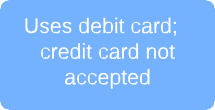 Uses debit card;
credit card not
accepted